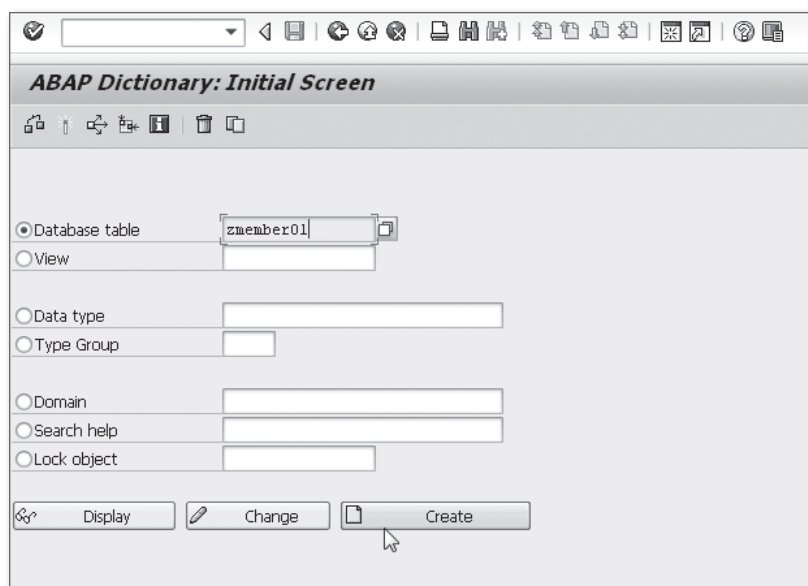 ABAP Dictionary: Initial Screen
Database table zmember01
View
Data type
Type Group
Domain
Search help
Lock object
Display Change Create